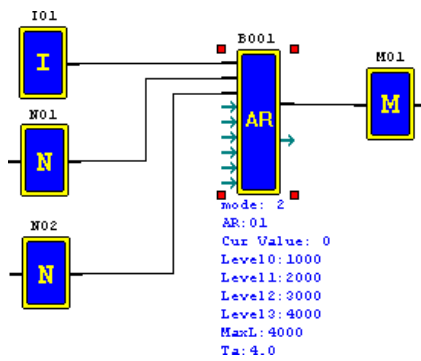 I01
I
B001
M01
N01
AR
M
N
N02
N
mode: 2
AR:01
Cur Value: 0
Level0:1000
Level1:2000
Level2:3000
Level3:4000
MaxL:4000
Ta:4.0